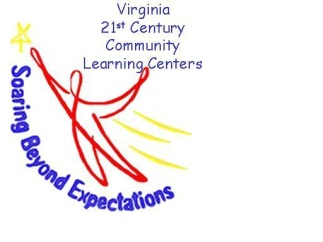 Virginia
21st Century
Community
Learning Centers
Soaring Beyond Expectations